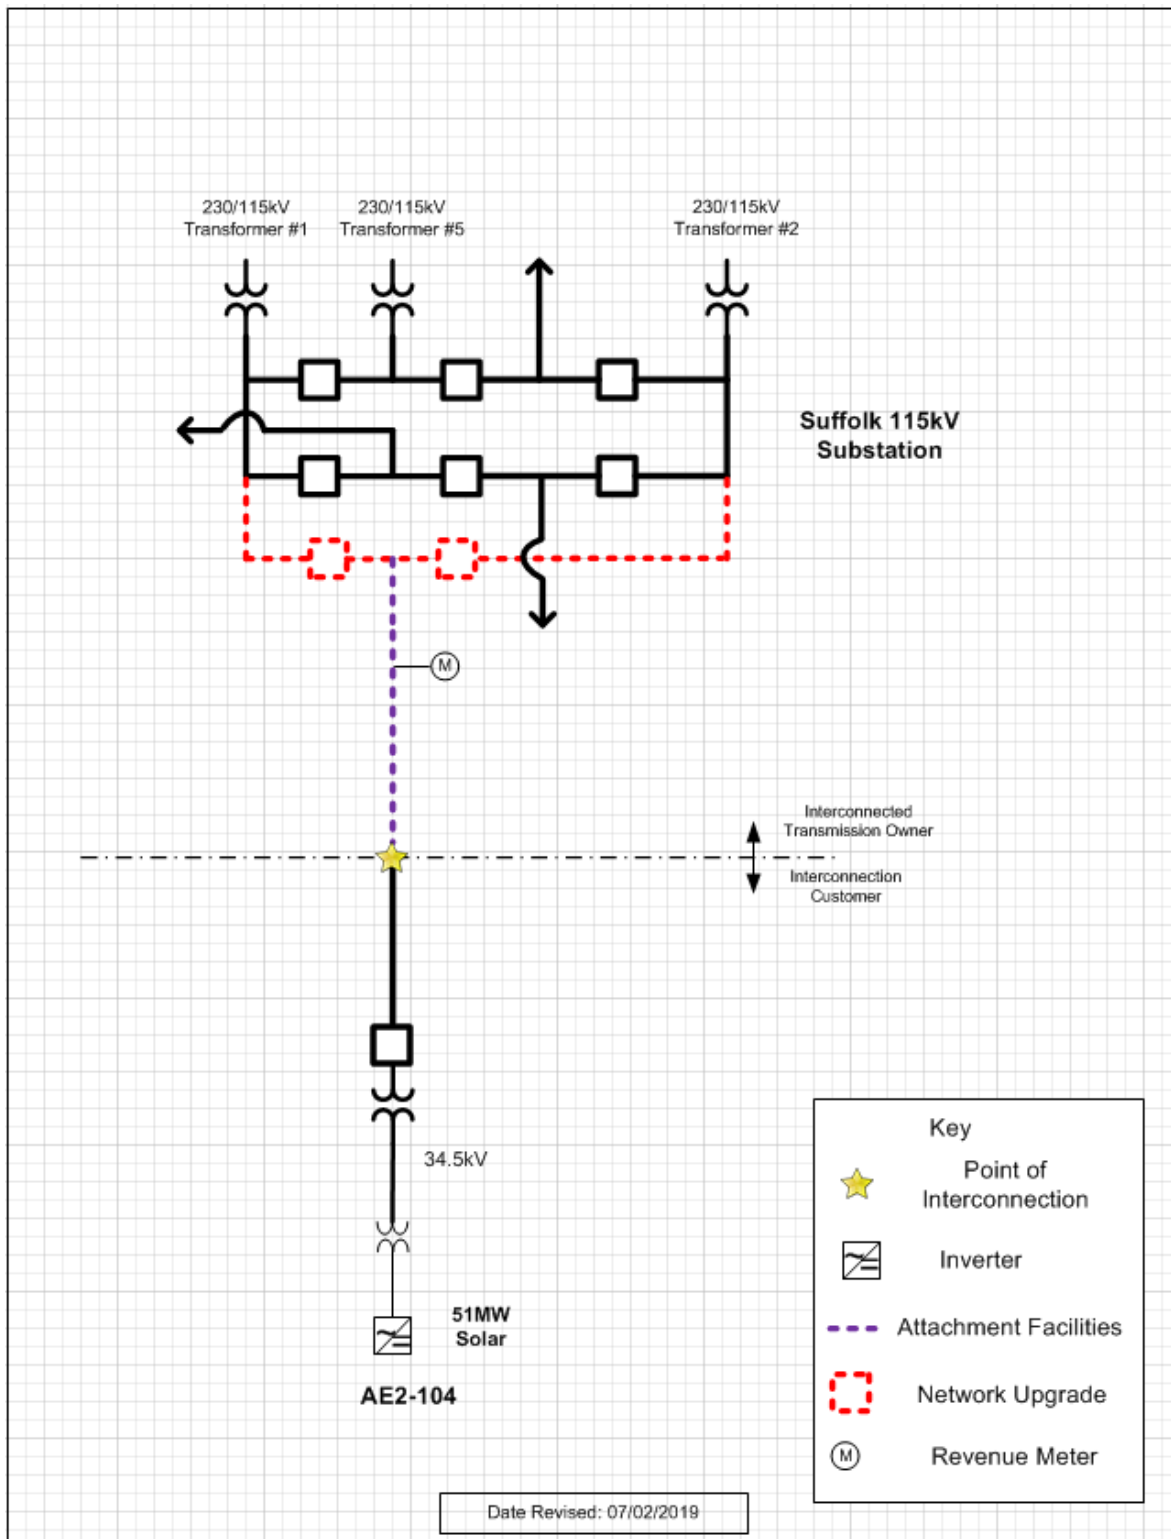 230/115kV
Transformer #1
230/115kV
Transformer #5
230/115kV
Transformer #2
Suffolk 115kV
Substation
M
Interconnected
Transmission Owner
Interconnection
Customer
34.5kV
51MW
Solar
AE2-104
Key
Point of
Interconnection
Inverter
Attachment Facilities
Network Upgrade
M
Revenue Meter
Date Revised: 07/02/2019